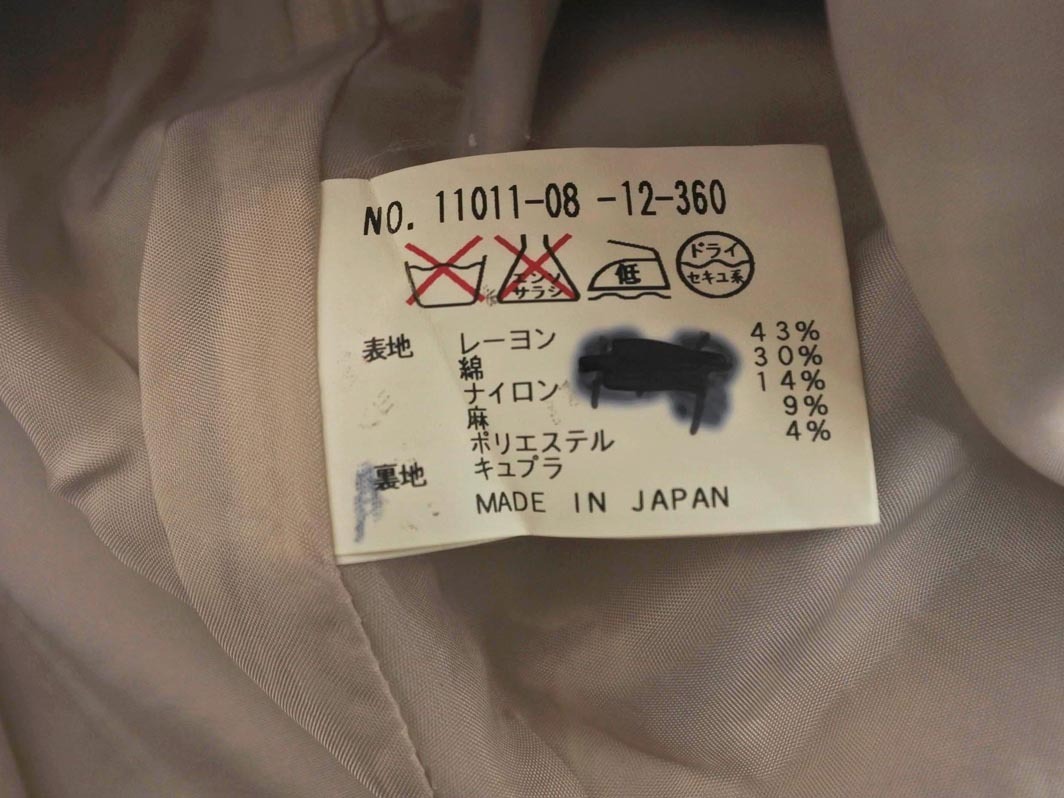 NO. 11011-08 -12-360
エンソ
サラシ
低
ドライ
セキユ系
表地 レーヨン 43%
綿 30%
ナイロン 14%
麻 9%
ポリエステル 4%
裏地 キュプラ
MADE IN JAPAN